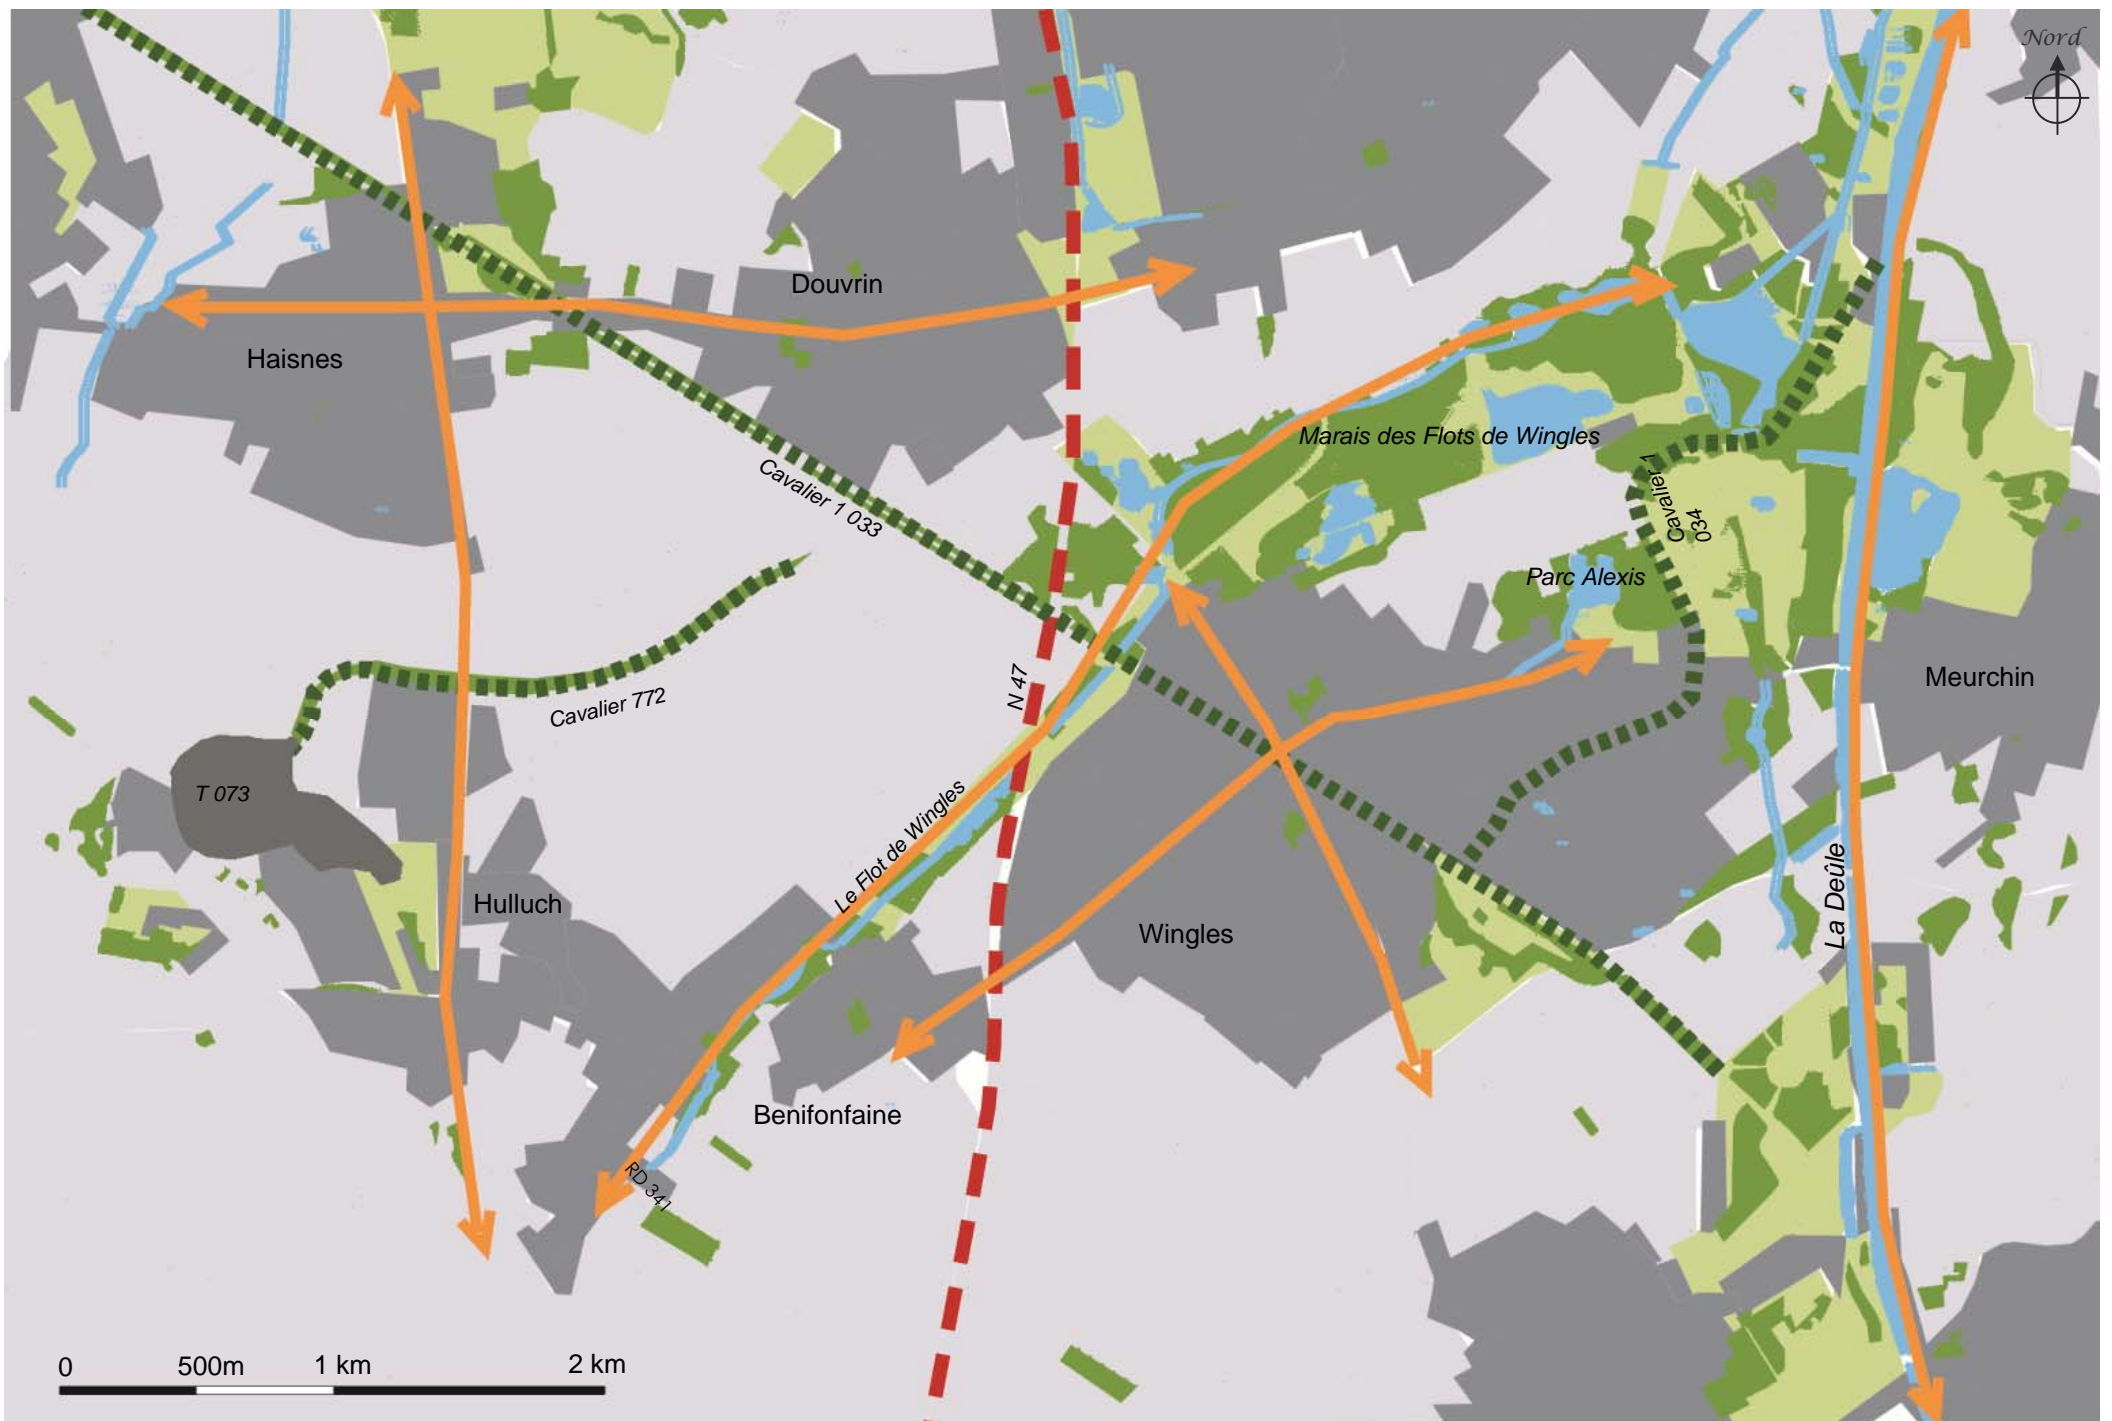 Nord
Douvrin
Haisnes
Marais des Flots de Wingles
Cavalier 1 033
Cavalier 1
034
Parc Alexis
N 47
Meurchin
Cavalier 772
T 073
Le Flot de Wingles
La Deûle
Hulluch
Wingles
Benifonfaine
RD 341
0 500m 1 km 2 km